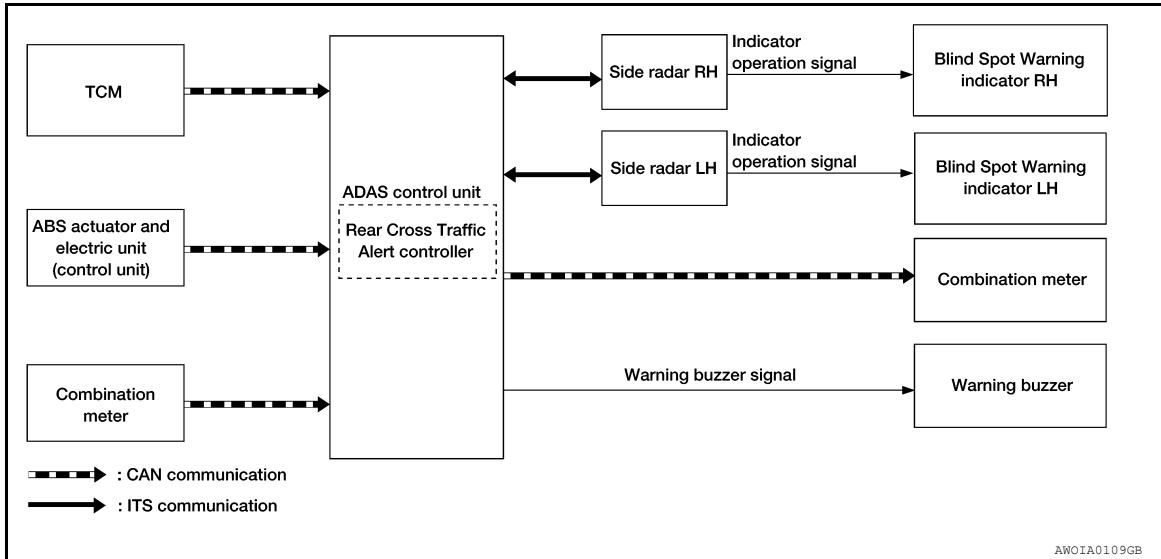 TCM
ABS actuator and
electric unit
(control unit)
Combination
meter
ADAS control unit
Rear Cross Traffic
Alert controller
Side radar RH
Indicator
operation signal
Blind Spot Warning
indicator RH
Side radar LH
Indicator
operation signal
Blind Spot Warning
indicator LH
Combination meter
Warning buzzer signal
Warning buzzer
: CAN communication
: ITS communication
AWOIA0109GB